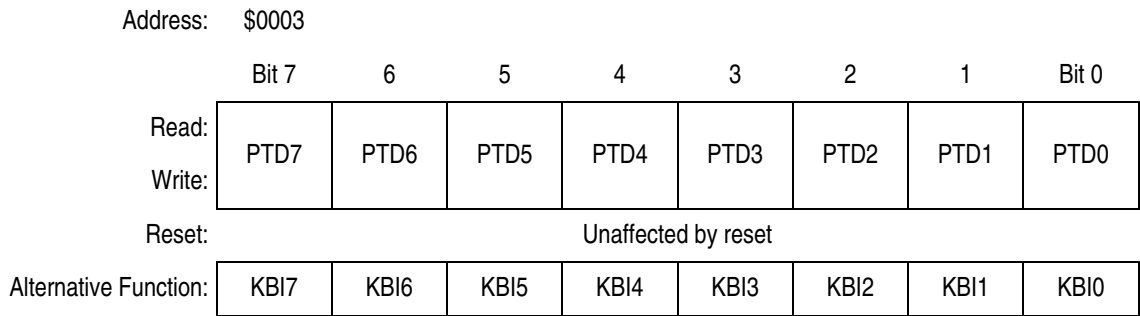 Address: $0003
Bit 7 6 5 4 3 2 1 Bit 0
Read:
PTD7 PTD6 PTD5 PTD4 PTD3 PTD2 PTD1 PTD0
Write:
Reset: Unaffected by reset
Alternative Function: KBI7 KBI6 KBI5 KBI4 KBI3 KBI2 KBI1 KBI0